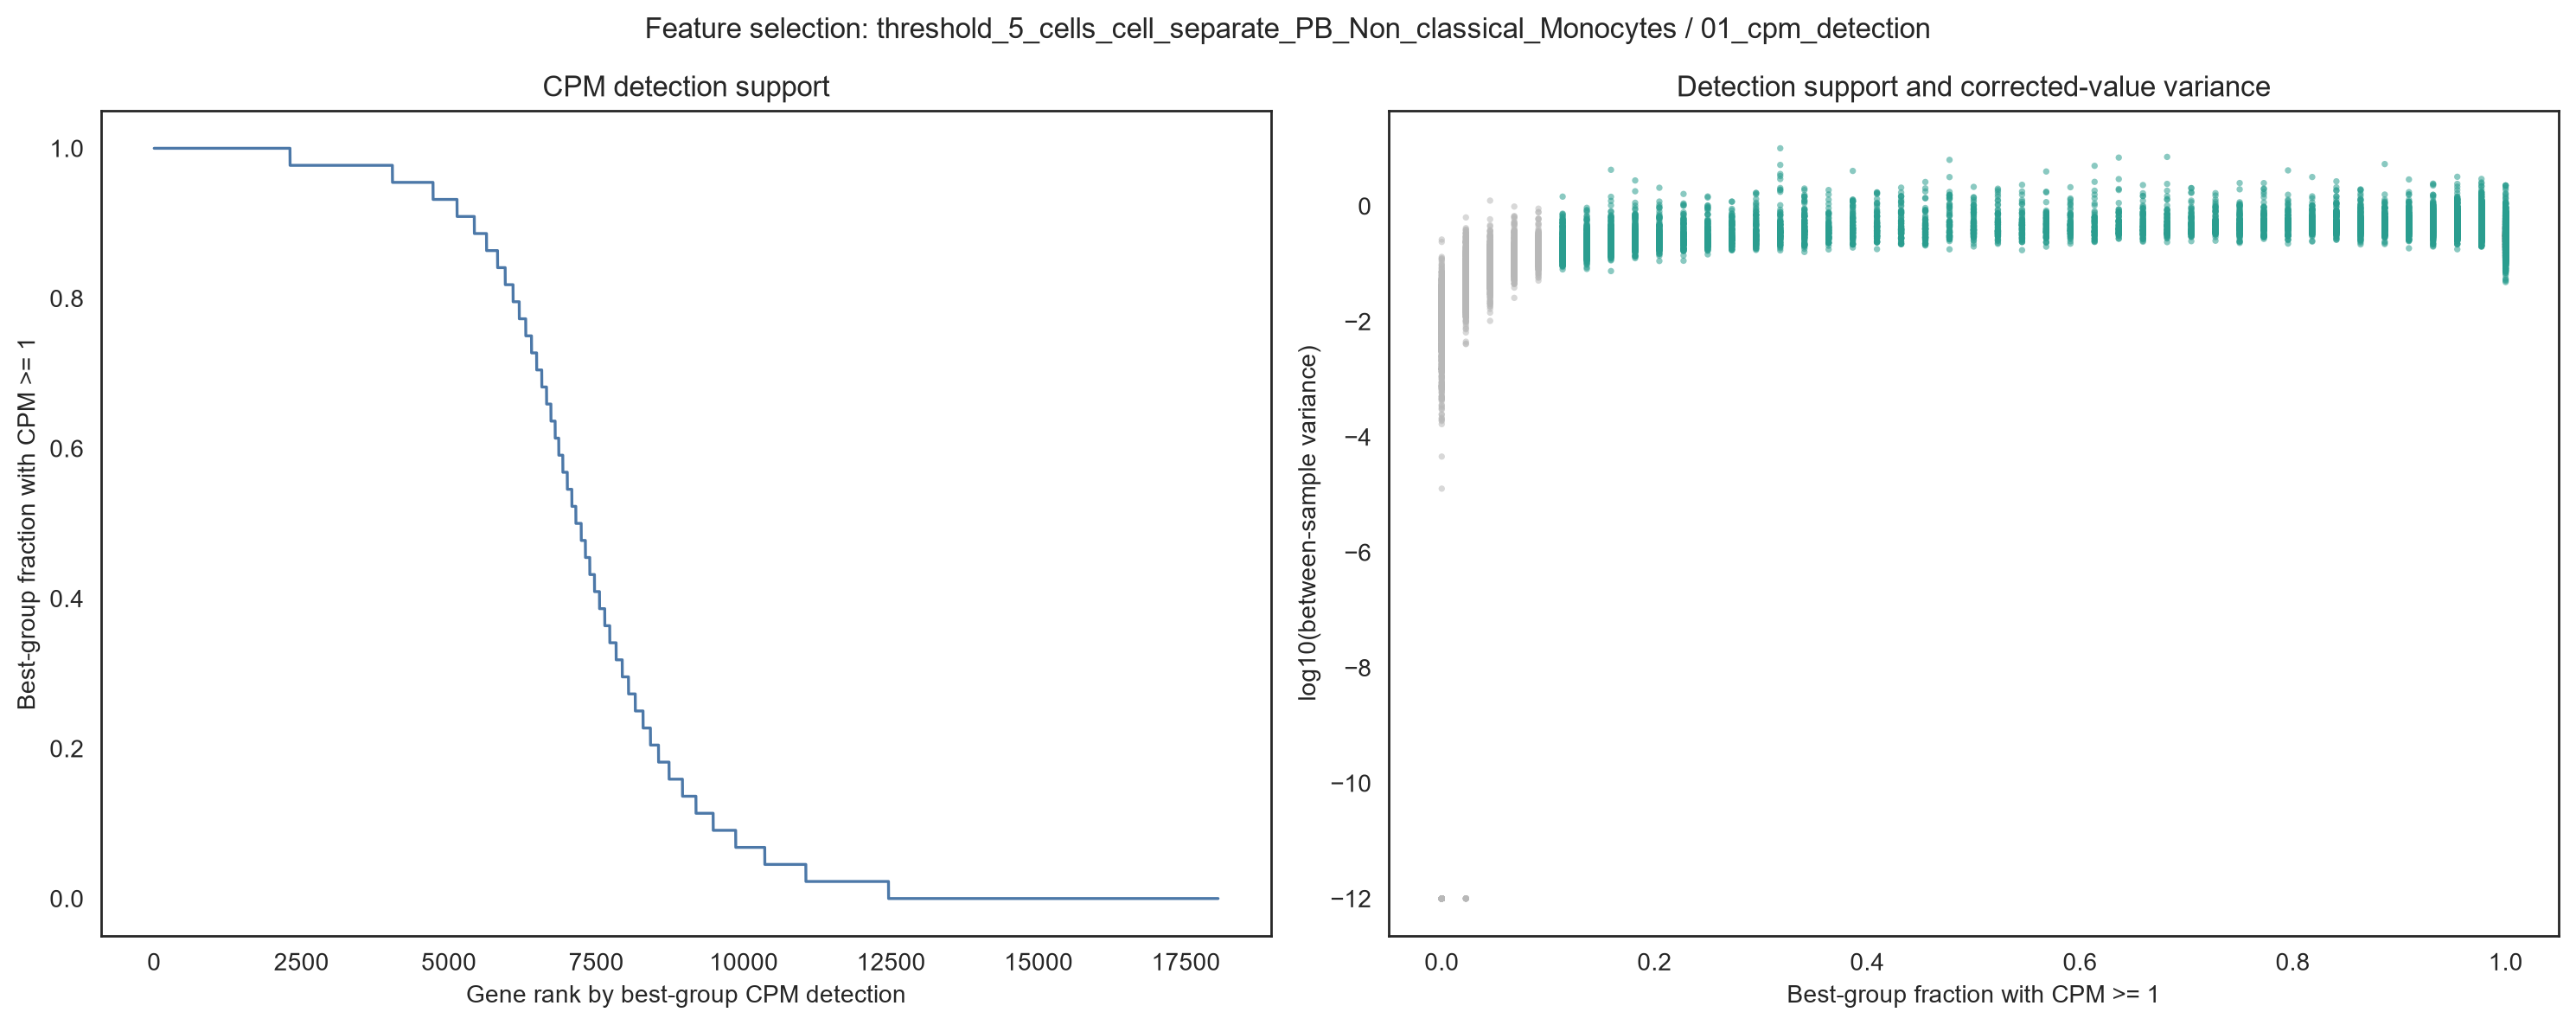 Feature selection: threshold_5_cells_cell_separate_PB_Non_classical_Monocytes / 01_cpm_detection
CPM detection support
Best-group fraction with CPM >= 1
1.0
0.8
0.6
0.4
0.2
0.0
0 2500 5000 7500 10000 12500 15000 17500
Gene rank by best-group CPM detection
Detection support and corrected-value variance
log10(between-sample variance)
0
−2
−4
−6
−8
−10
−12
0.0 0.2 0.4 0.6 0.8 1.0
Best-group fraction with CPM >= 1